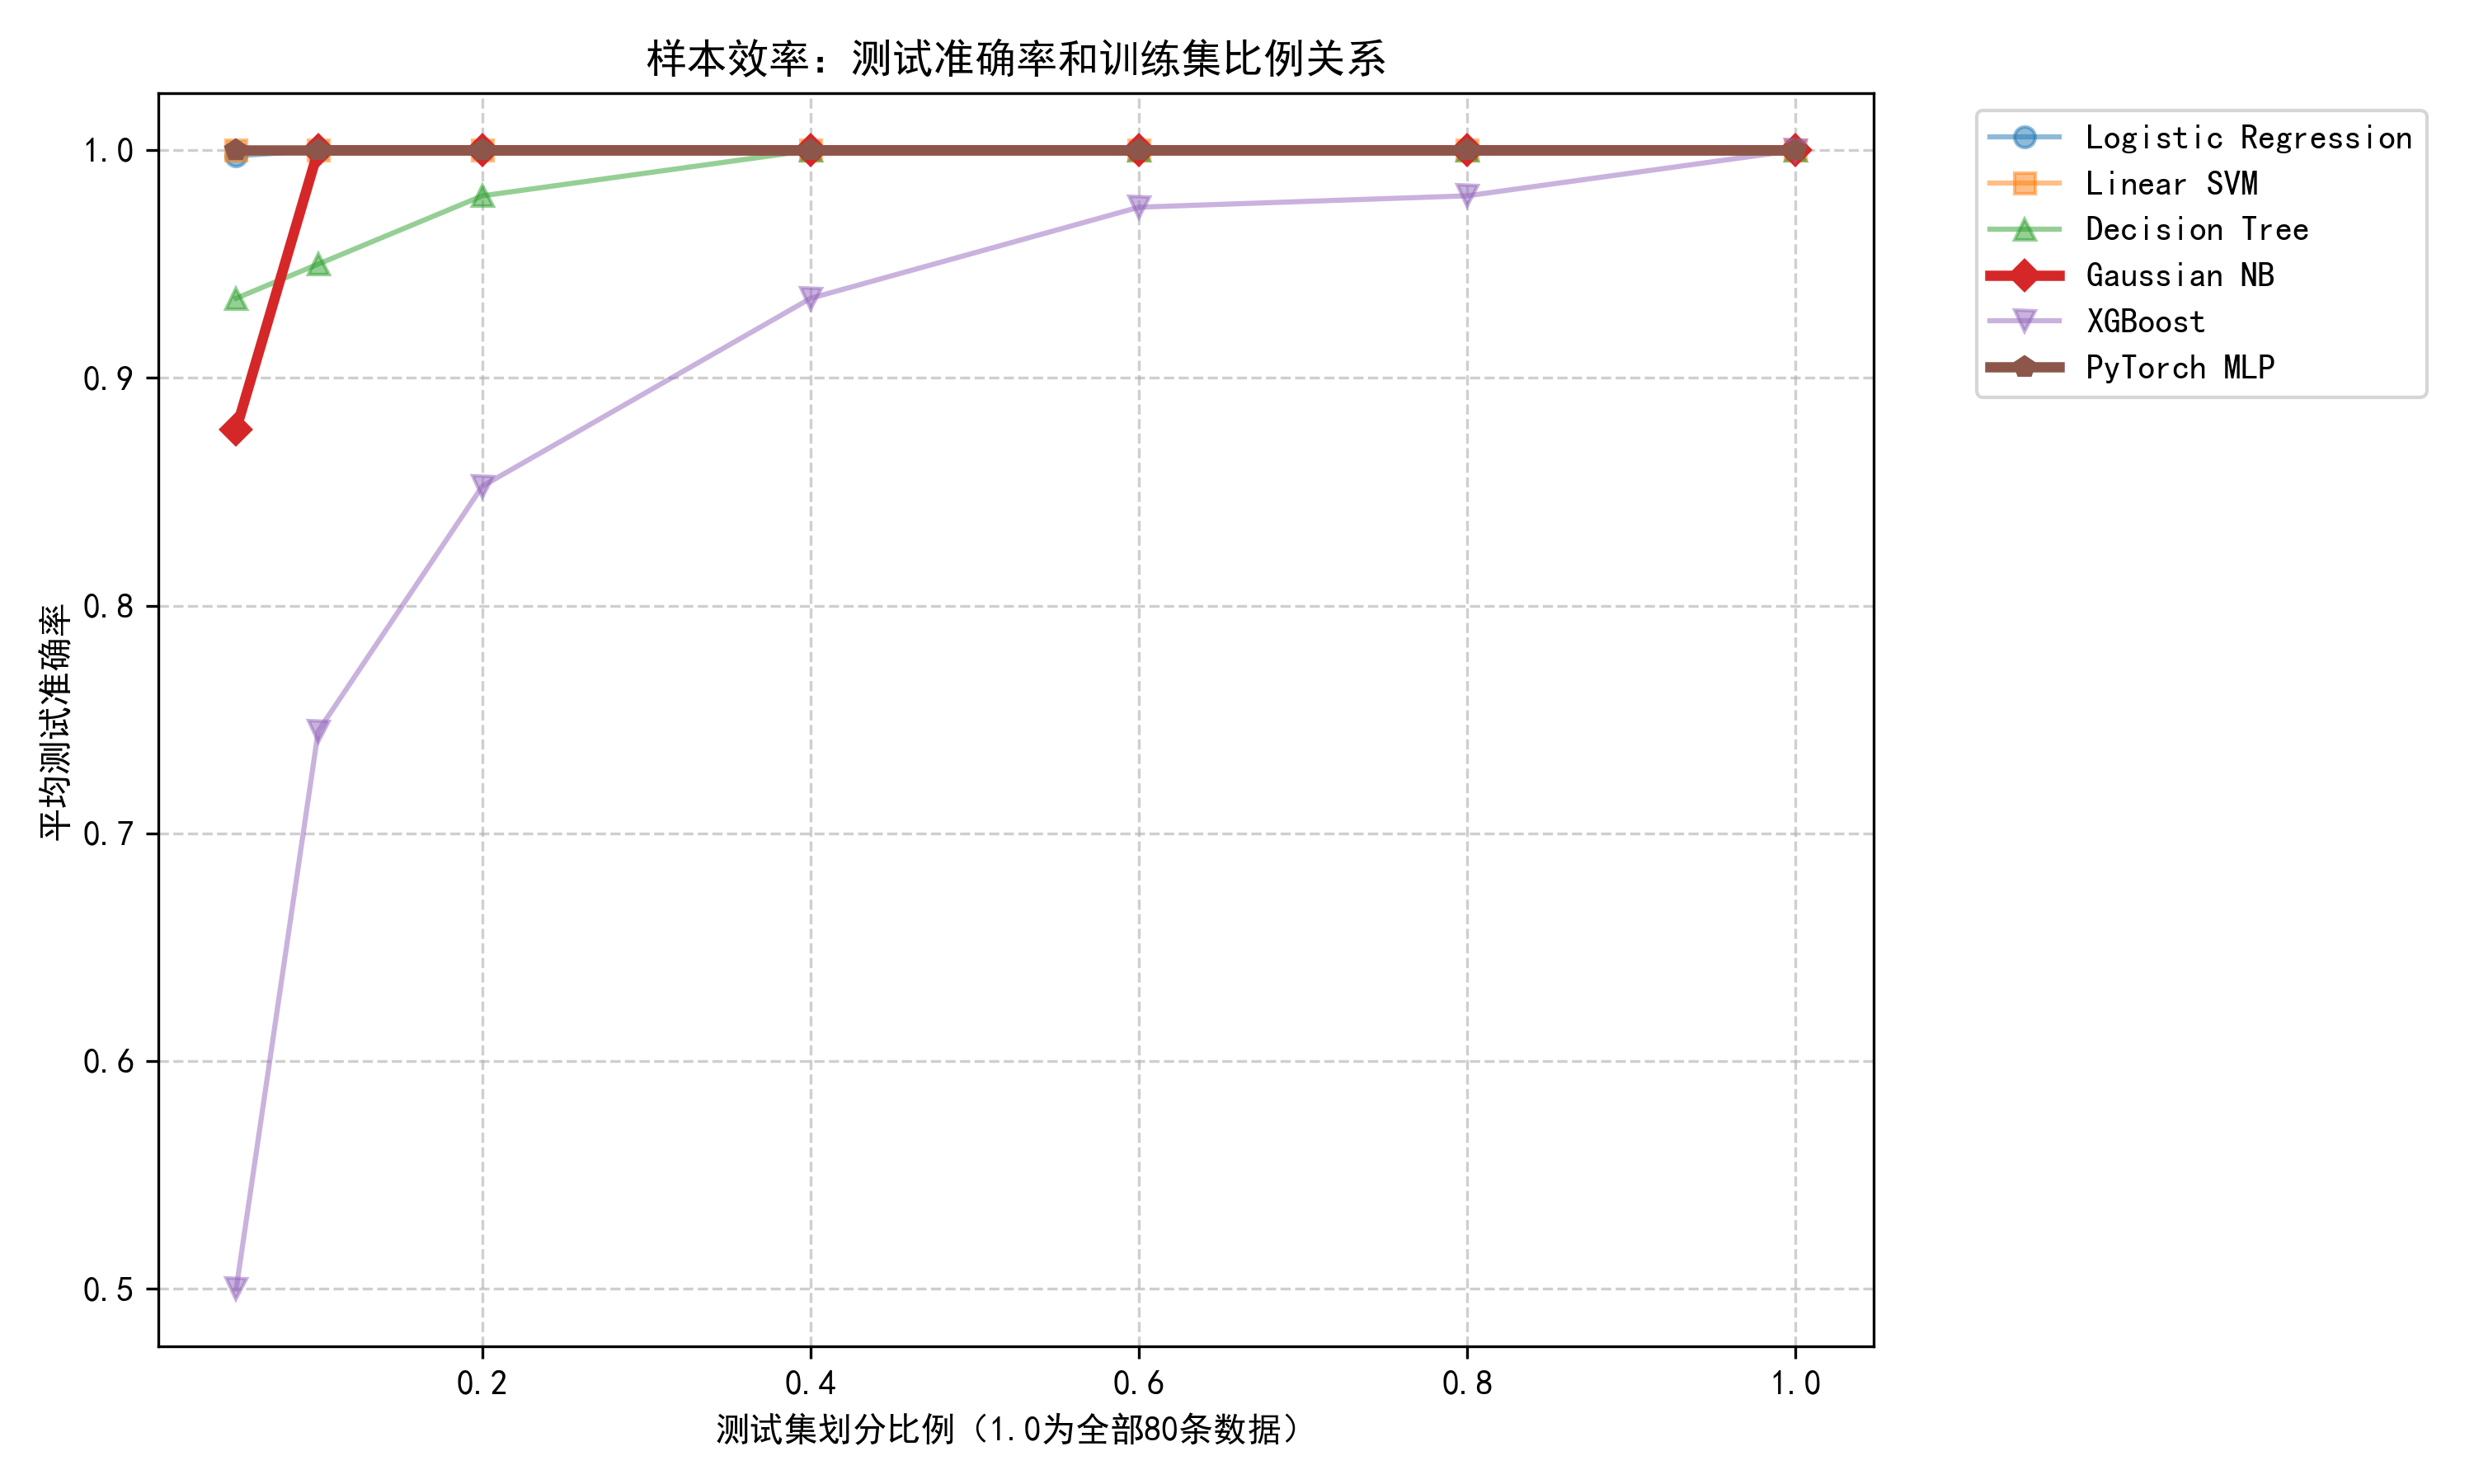 样本效率：测试准确率和训练集比例关系
平均测试准确率
1.0
0.9
0.8
0.7
0.6
0.5
0.2
0.4
0.6
0.8
1.0
测试集划分比例（1.0为全部80条数据）
Logistic Regression
Linear SVM
Decision Tree
Gaussian NB
XGBoost
PyTorch MLP